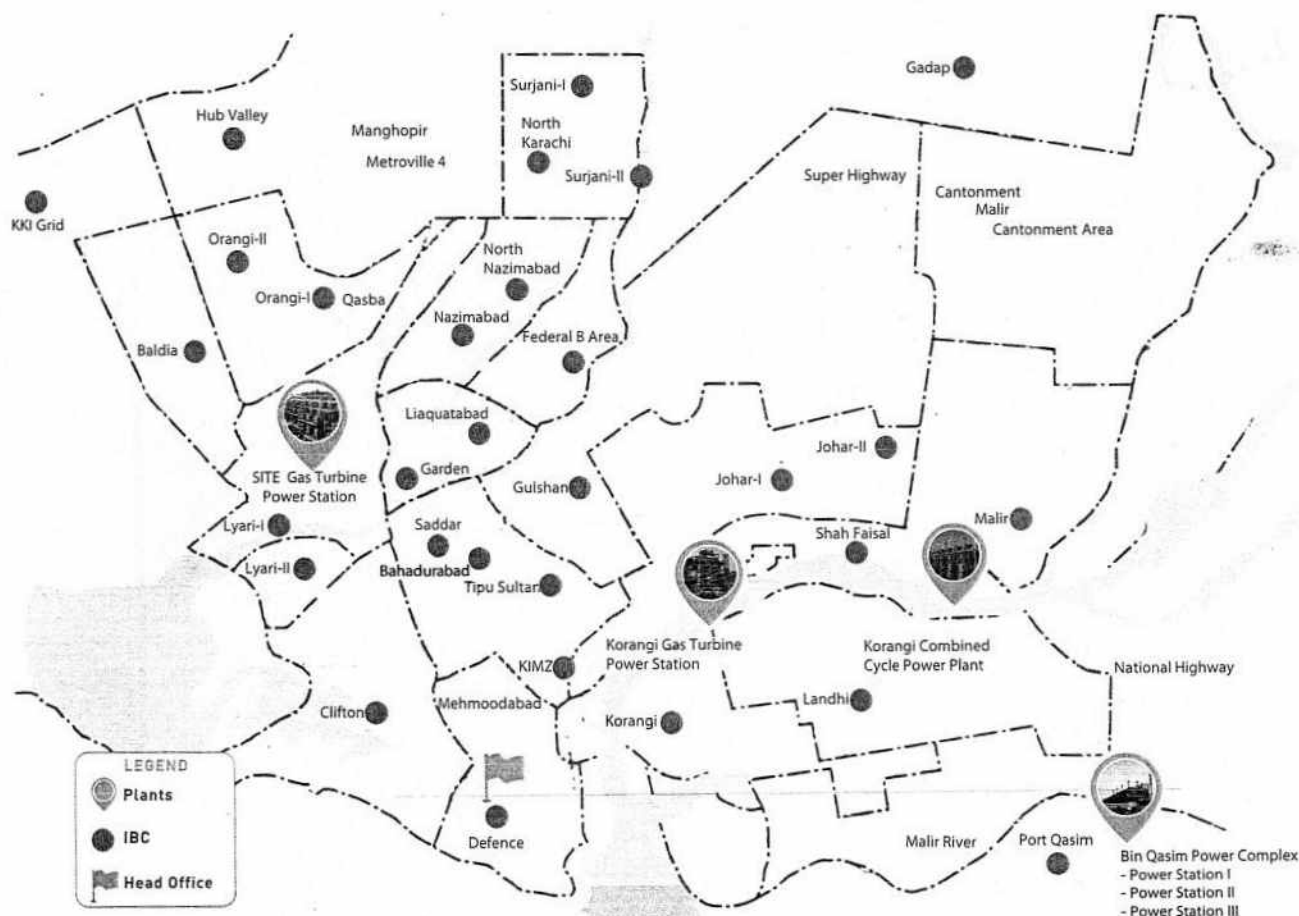 Gadap
Surjani-I
Hub Valley
Manghopir
North
Karachi
Metroville 4
Surjani-II
Super Highway
Cantonment
Malir
Cantonment Area
KKI Grid
Orangi-II
North
Nazimabad
Orangi-I
Qasba
Nazimabad
Federal B Area
Baldia
Liaquatabad
Johar-II
SITE Gas Turbine
Power Station
Garden
Gulshan
Johar-I
Lyari-I
Saddar
Shah Faisal
Malir
Lyari-II
Bahadurabad
Tipu Sultan
KIMZ
Korangi Gas Turbine
Power Station
Korangi Combined
Cycle Power Plant
National Highway
Mehmoodabad
Landhi
Clifton
Korangi
LEGEND
Plants
IBC
Head Office
Defence
Malir River
Port Qasim
Bin Qasim Power Complex
- Power Station I
- Power Station II
- Power Station III